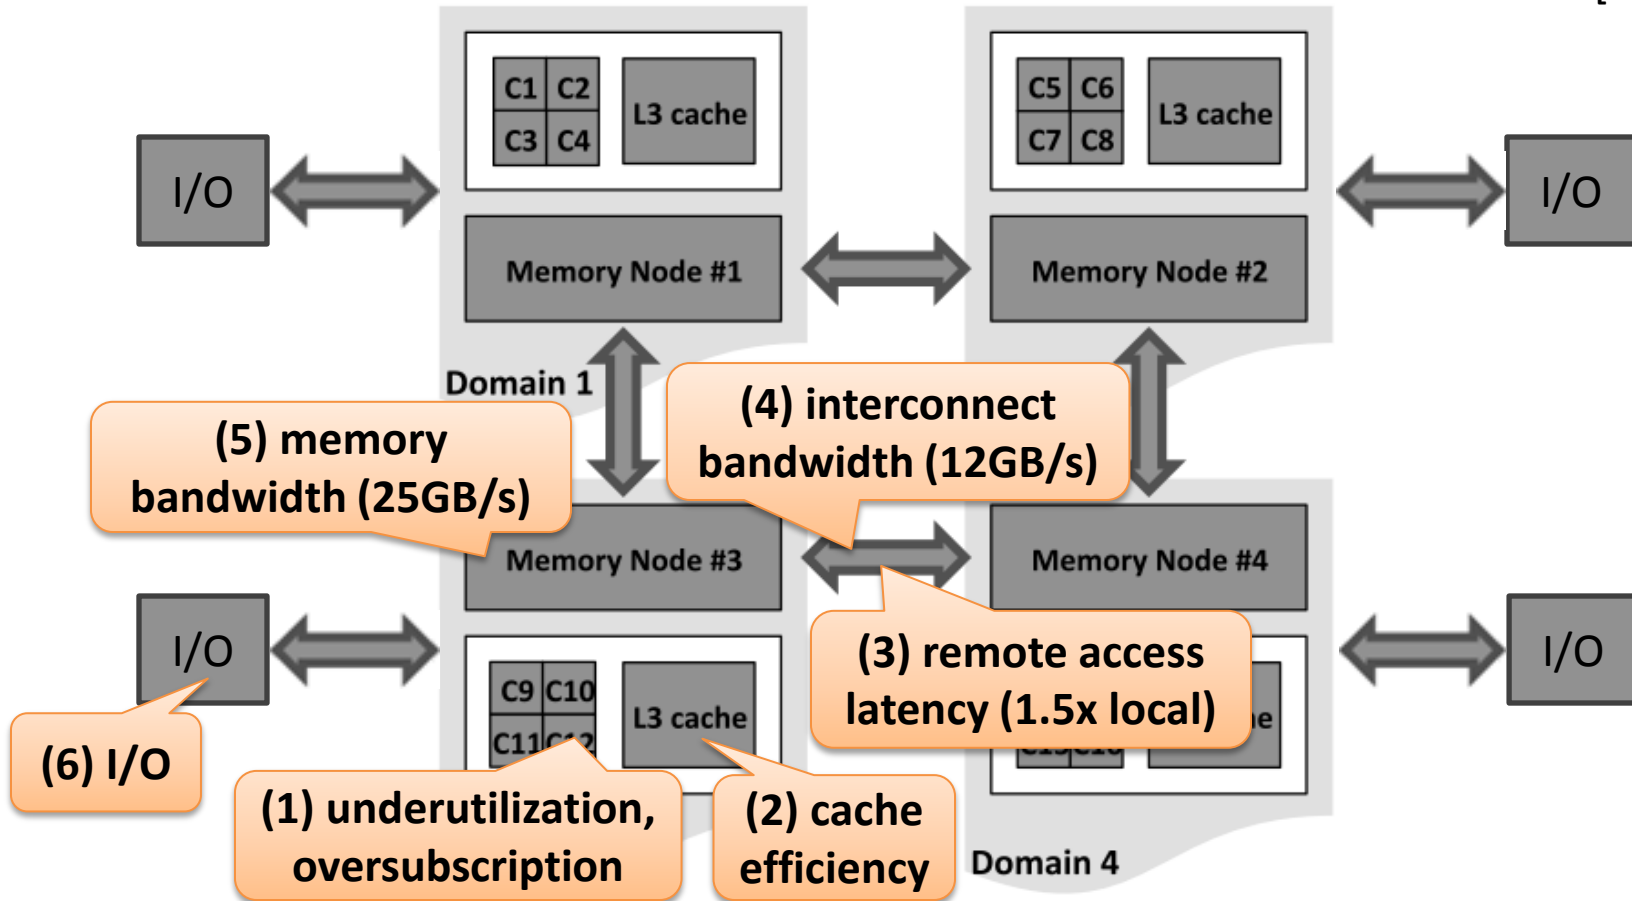 [
C1 C2
C3 C4
L3 cache
C5 C6
C7 C8
L3 cache
I/O
I/O
Memory Node #1
Memory Node #2
Domain 1
(4) interconnect
bandwidth (12GB/s)
(5) memory
bandwidth (25GB/s)
Memory Node #3
Memory Node #4
I/O
I/O
(3) remote access
latency (1.5x local)
C9 C10
C11 C12
L3 cache
(6) I/O
(1) underutilization,
oversubscription
(2) cache
efficiency
Domain 4